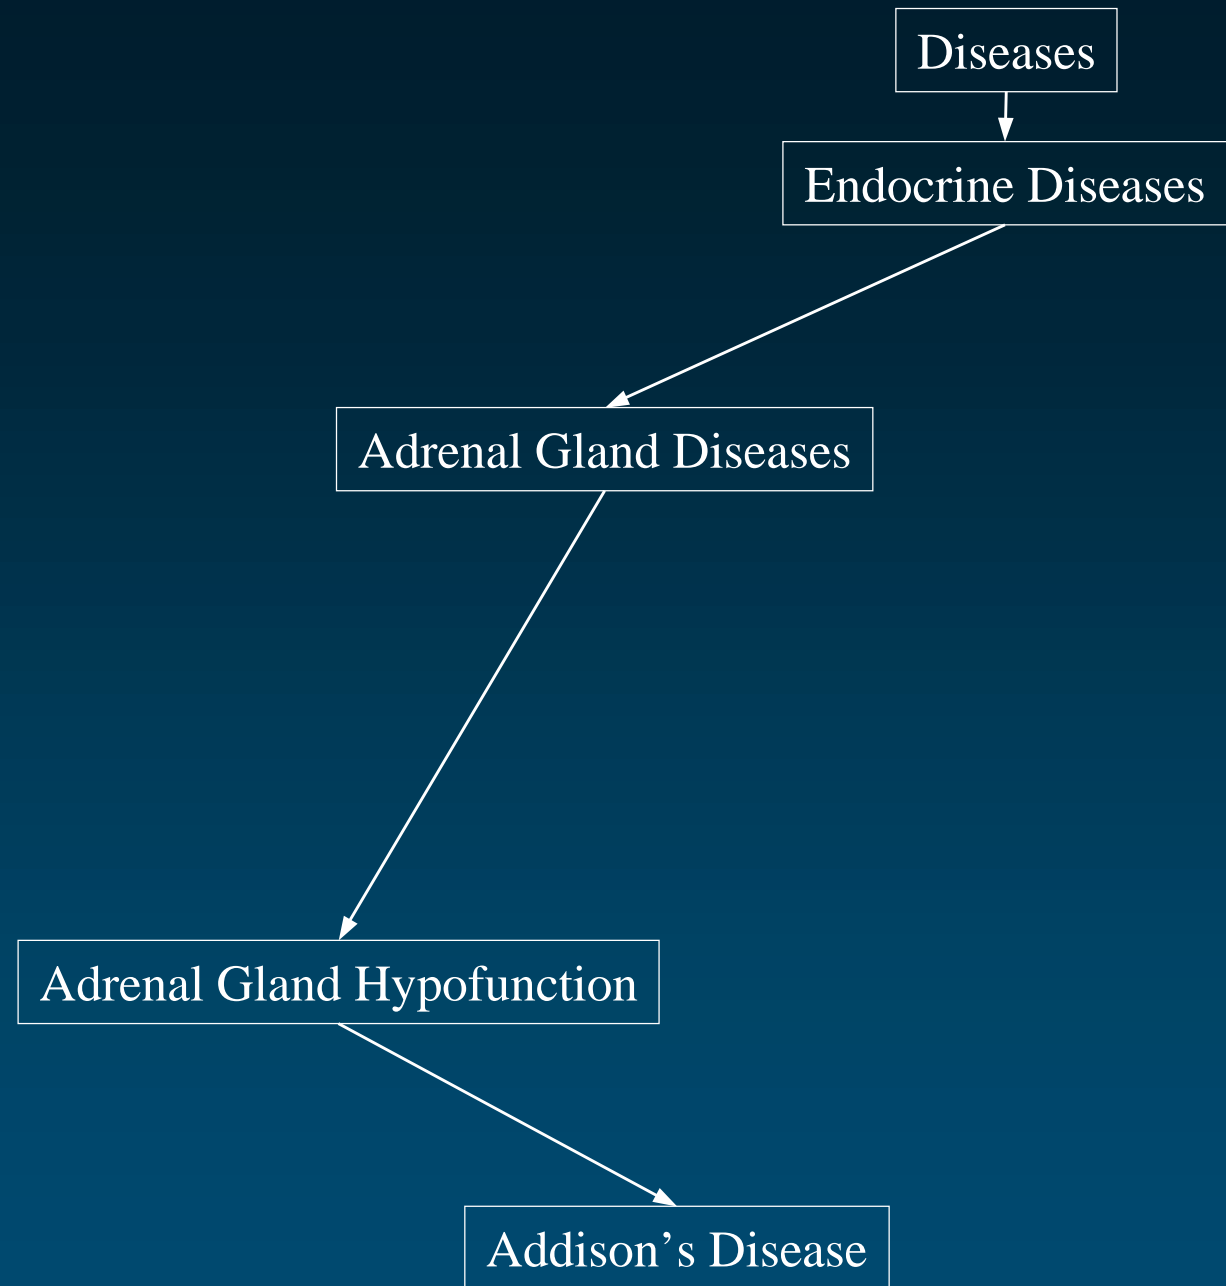 Diseases
Endocrine Diseases
Adrenal Gland Diseases
Adrenal Gland Hypofunction
Addison’s Disease